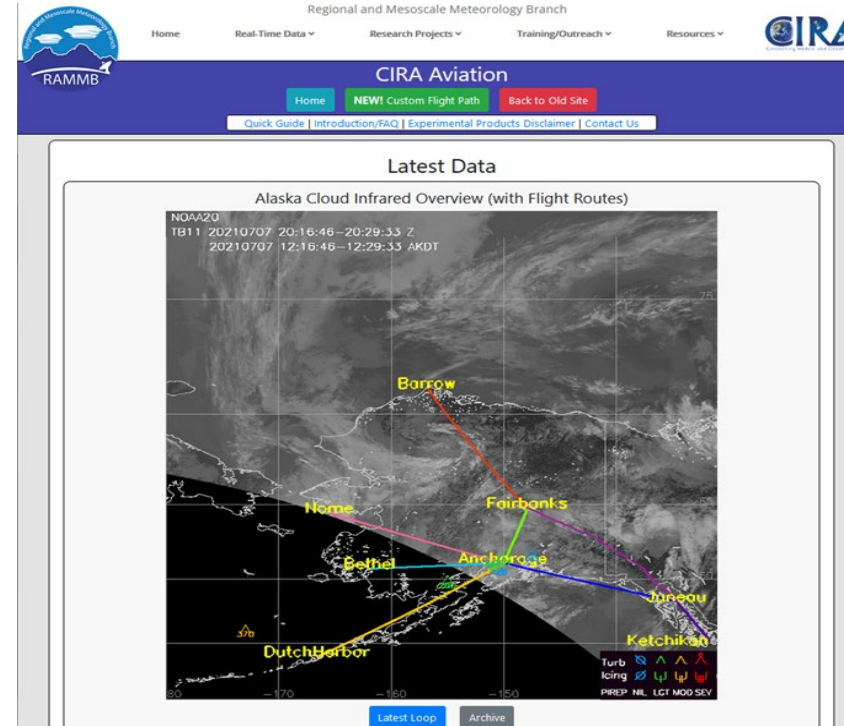 Regional and Mesoscale Meteorology Branch
Home Real-Time Data Research Projects Training/Outreach Resources
RAMMB
CIRA
CIRA Aviation
Home NEW! Custom Flight Path Back to Old Site
Quick Guide | Introduction/FAQ | Experimental Products Disclaimer | Contact Us
Latest Data
Alaska Cloud Infrared Overview (with Flight Routes)
NOAA20
TB11 20210707 20:16:46-20:29:33 Z
20210707 12:16:46-12:29:33 AKDT
75
Barrow
Fairbanks
Nome
Anchorage
Bethel
Juneau
370
Ketchikan
DutchHarbor
Turb
Icing
80 -170 -160 -150
PIREP NIL LGT MOD SEV
Latest Loop Archive